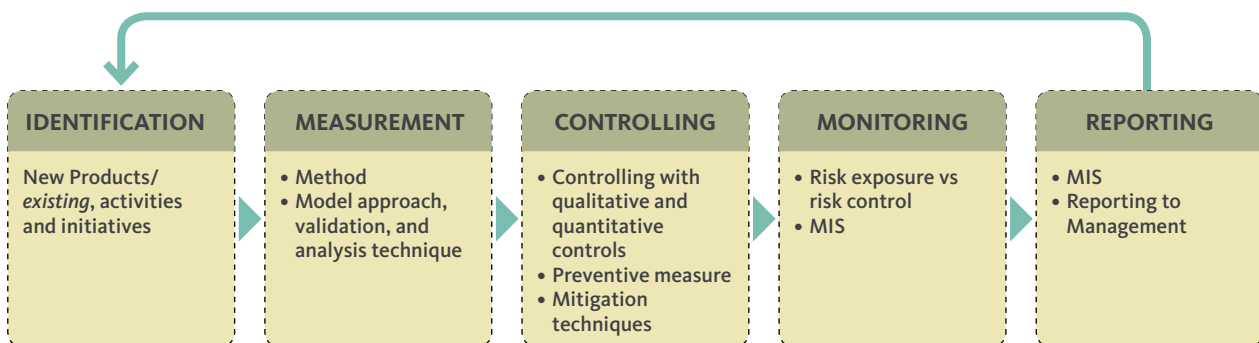 IDENTIFICATION
New Products/
existing, activities
and initiatives
MEASUREMENT
• Method
• Model approach,
validation, and
analysis technique
CONTROLLING
• Controlling with
qualitative and
quantitative
controls
• Preventive measure
• Mitigation
techniques
MONITORING
• Risk exposure vs
risk control
• MIS
REPORTING
• MIS
• Reporting to
Management